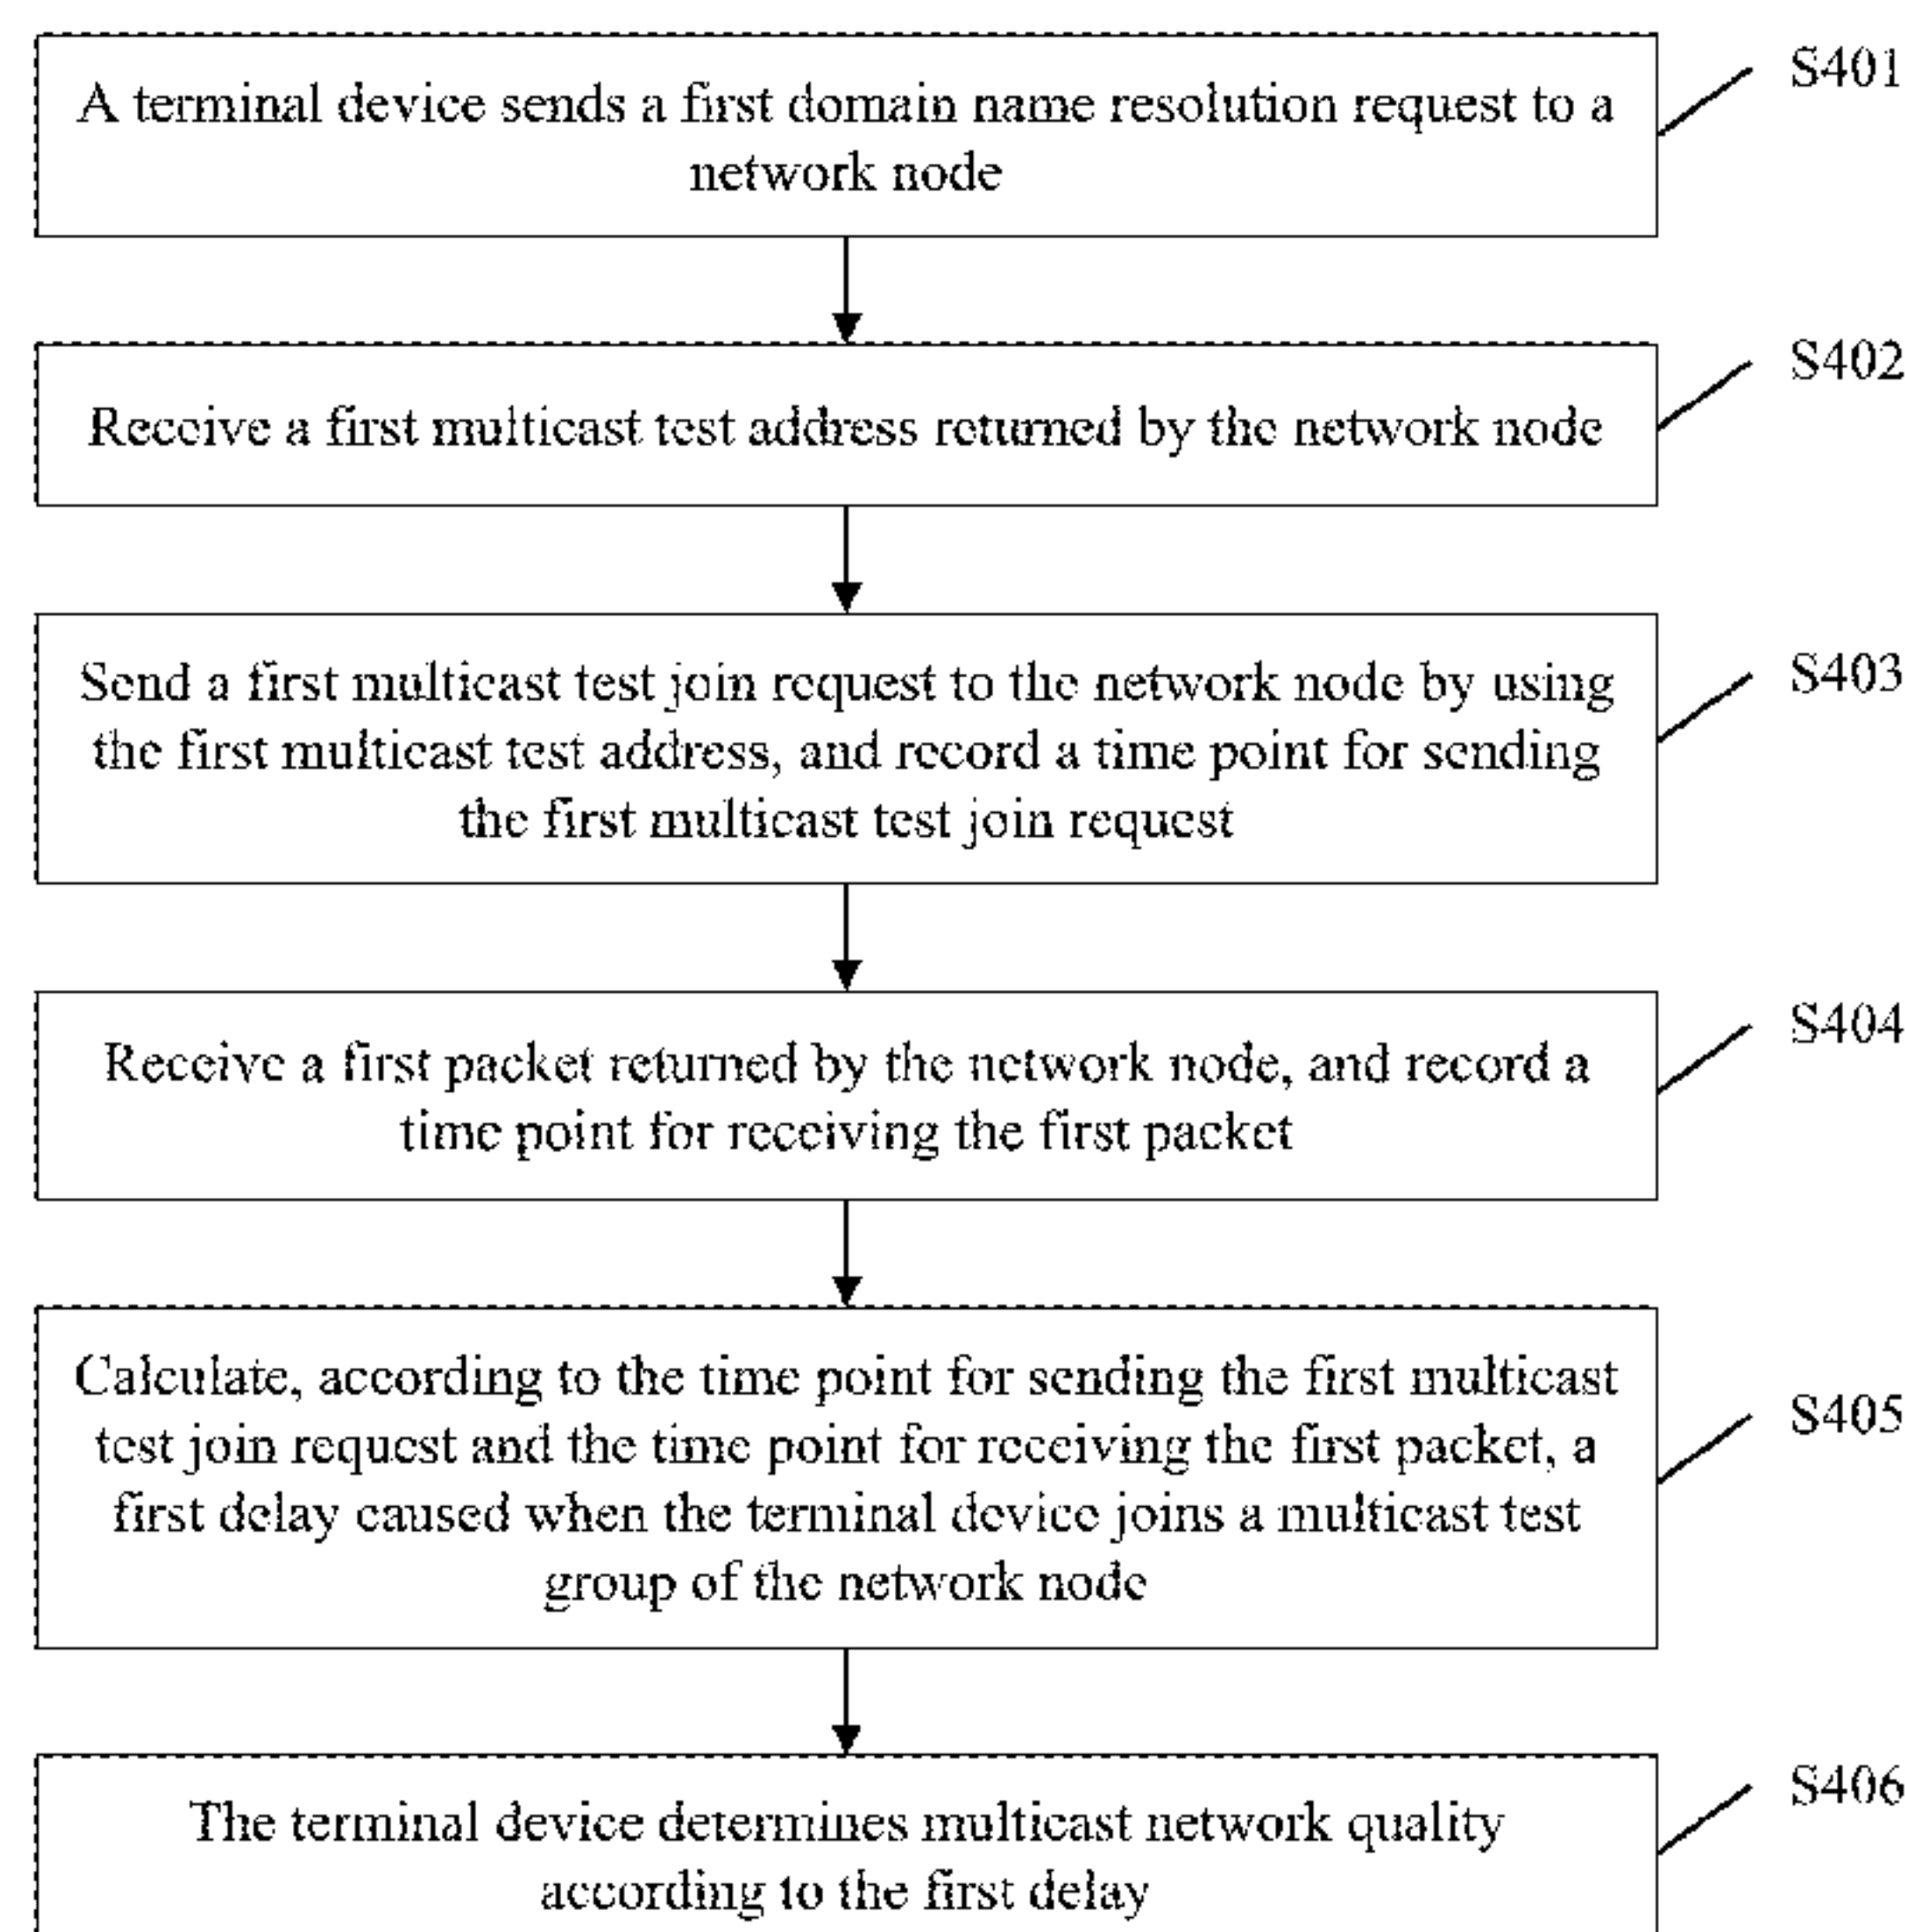 A terminal device sends a first domain name resolution request to a
network node
S401
Receive a first multicast test address returned by the network node
S402
Send a first multicast test join request to the network node by using
the first multicast test address, and record a time point for sending
the first multicast test join request
S403
Receive a first packet returned by the network node, and record a
time point for receiving the first packet
S404
Calculate, according to the time point for sending the first multicast
test join request and the time point for receiving the first packet, a
first delay caused when the terminal device joins a multicast test
group of the network node
S405
The terminal device determines multicast network quality
according to the first delay
S406